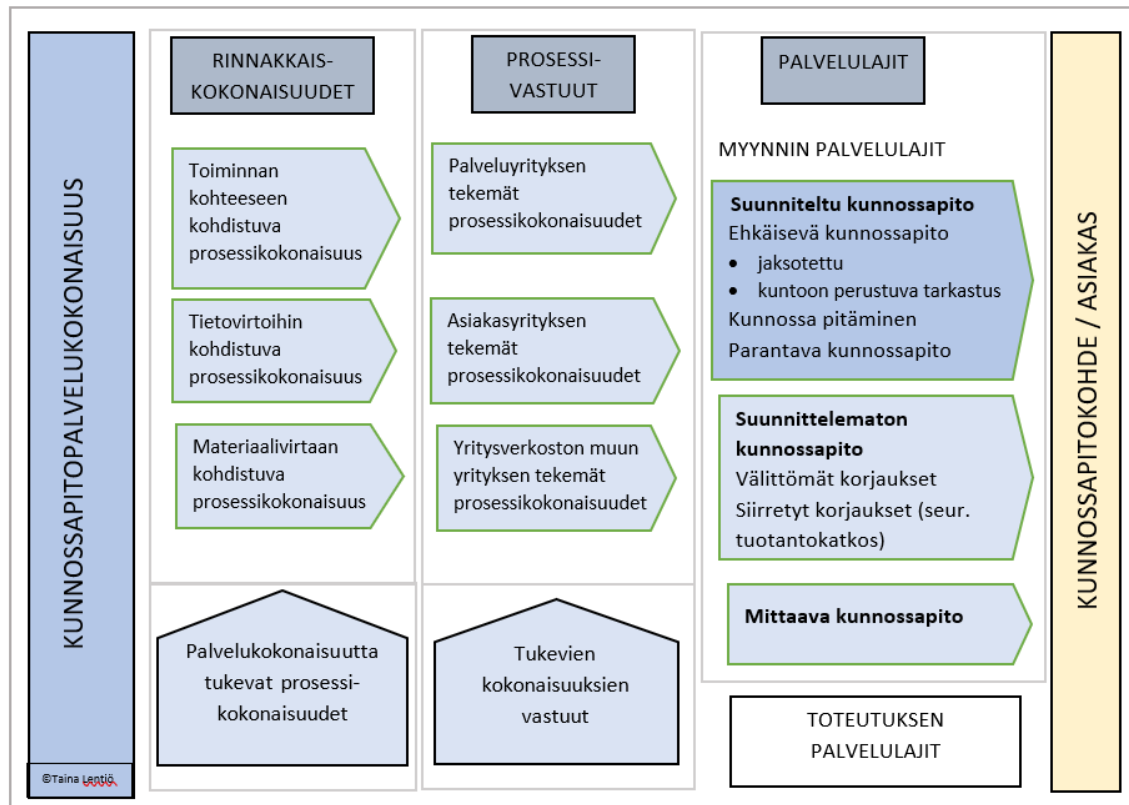 KUNNOSSAPITOPALVELUKOKONAISUUS
©Taina Lentiö
RINNAKKAIS-
KOKONAISUUDET
Toiminnan
kohteeseen
kohdistuva
prosessikokonaisuus
Tietovirtoihin
kohdistuva
prosessikokonaisuus
Materiaalivirtaan
kohdistuva
prosessikokonaisuus
Palvelukokonaisuutta
tukevat prosessi-
kokonaisuudet
PROSESSI-
VASTUUT
Palveluyrityksen
tekemät
prosessikokonaisuudet
Asiakasyrityksen
tekemät
prosessikokonaisuudet
Yritysverkoston muun
yrityksen tekemät
prosessikokonaisuudet
Tukevien
kokonaisuuksien
vastuut
PALVELULAJIT
MYYNNIN PALVELULAJIT
Suunniteltu kunnossapito
Ehkäisevä kunnossapito
• jaksotettu
• kuntoon perustuva tarkastus
Kunnossa pitäminen
Parantava kunnossapito
Suunnittelematon
kunnossapito
Välittömät korjaukset
Siirretyt korjaukset (seur.
tuotantokatkos)
Mittaava kunnossapito
TOTEUTUKSEN
PALVELULAJIT
KUNNOSSAPITOKOHDE / ASIAKAS